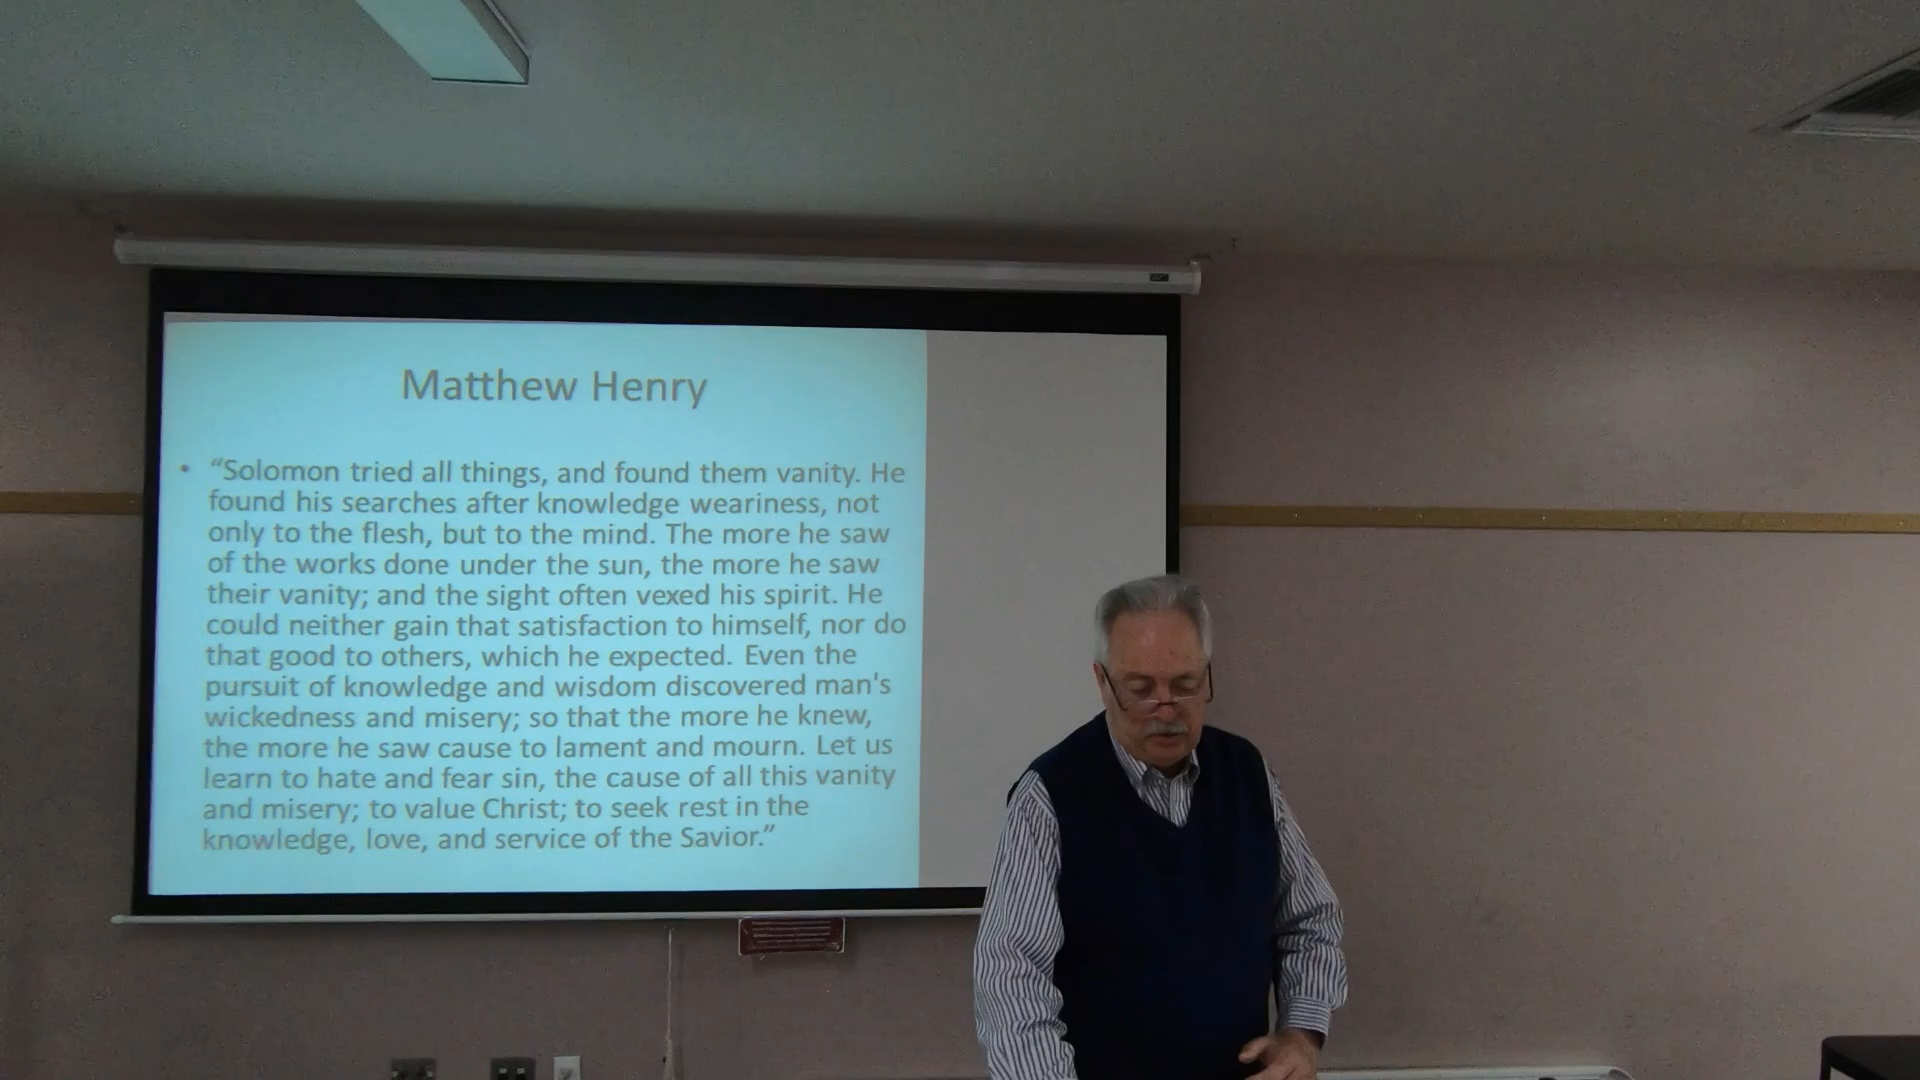 Matthew Henry
• “Solomon tried all things, and found them vanity. He
found his searches after knowledge weariness, not
only to the flesh, but to the mind. The more he saw
of the works done under the sun, the more he saw
their vanity; and the sight often vexed his spirit. He
could neither gain that satisfaction to himself, nor do
that good to others, which he expected. Even the
pursuit of knowledge and wisdom discovered man's
wickedness and misery; so that the more he knew,
the more he saw cause to lament and mourn. Let us
learn to hate and fear sin, the cause of all this vanity
and misery; to value Christ; to seek rest in the
knowledge, love, and service of the Savior.”